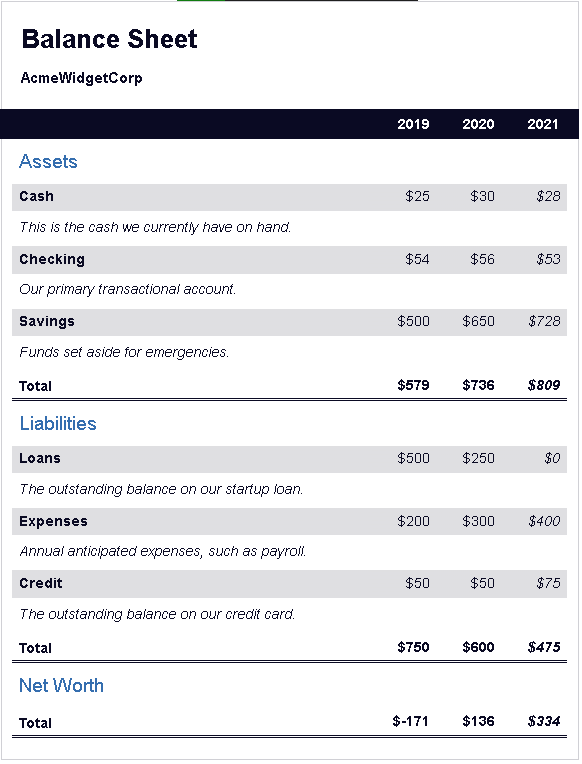 Balance Sheet
AcmeWidgetCorp
2019 2020 2021
Assets
Cash $25 $30 $28
This is the cash we currently have on hand.
Checking $54 $56 $53
Our primary transactional account.
Savings $500 $650 $728
Funds set aside for emergencies.
Total $579 $736 $809
Liabilities
Loans $500 $250 $0
The outstanding balance on our startup loan.
Expenses $200 $300 $400
Annual anticipated expenses, such as payroll.
Credit $50 $50 $75
The outstanding balance on our credit card.
Total $750 $600 $475
Net Worth
Total $-171 $136 $334